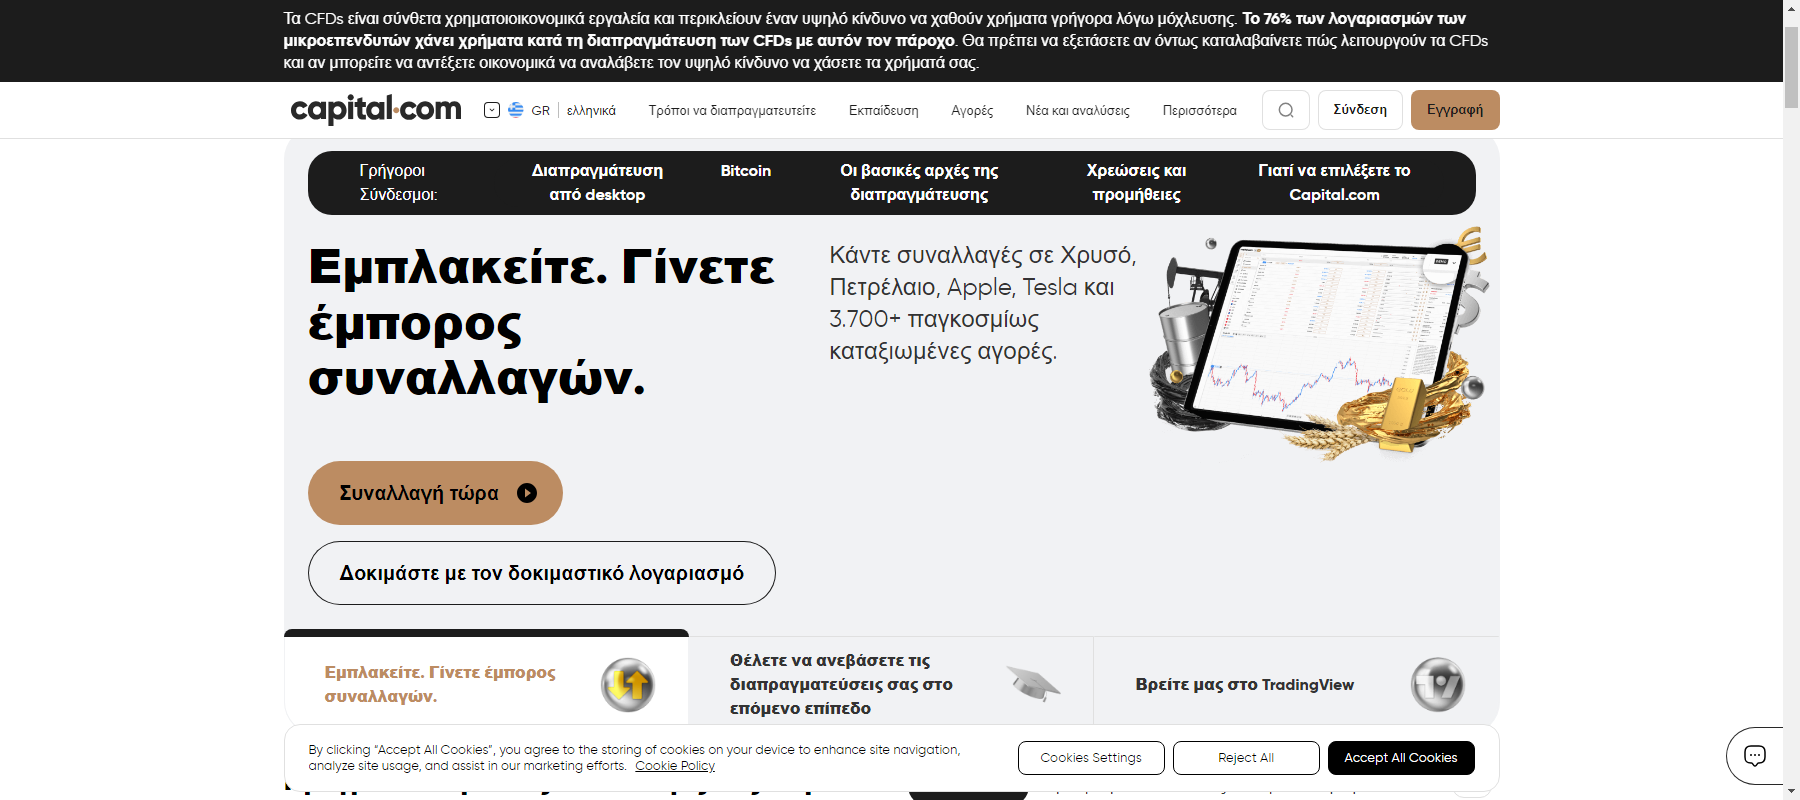 Τα CFDs είναι σύνθετα χρηματοιοικονομικά εργαλεία και περικλείουν έναν υψηλό κίνδυνο να χαθούν χρήματα γρήγορα λόγω μόχλευσης. Το 76% των λογαριασμών των
μικροεπενδυτών χάνει χρήματα κατά τη διαπραγμάτευση των CFDs με αυτόν τον πάροχο. Θα πρέπει να εξετάσετε αν όντως καταλαβαίνετε πώς λειτουργούν τα CFDs
και αν μπορείτε να αντέξετε οικονομικά να αναλάβετε τον υψηλό κίνδυνο να χάσετε τα χρήματά σας.
capital.com GR ελληνικά Τρόποι να διαπραγματευτείτε Εκπαίδευση Αγορές Νέα και αναλύσεις Περισσότερα Σύνδεση Εγγραφή
Γρήγοροι
Σύνδεσμοι:
Διαπραγμάτευση
από desktop
Bitcoin
Οι βασικές αρχές της
διαπραγμάτευσης
Χρεώσεις και
προμήθειες
Γιατί να επιλέξετε το
Capital.com
Εμπλακείτε. Γίνετε
έμπορος
συναλλαγών.
Κάντε συναλλαγές σε Χρυσό,
Πετρέλαιο, Apple, Tesla και
3.700+ παγκοσμίως
καταξιωμένες αγορές.
Συναλλαγή τώρα
Δοκιμάστε με τον δοκιμαστικό λογαριασμό
Εμπλακείτε. Γίνετε έμπορος
συναλλαγών.
Θέλετε να ανεβάσετε τις
διαπραγματεύσεις σας στο
επόμενο επίπεδο
Βρείτε μας στο TradingView
By clicking “Accept All Cookies”, you agree to the storing of cookies on your device to enhance site navigation,
analyze site usage, and assist in our marketing efforts. Cookie Policy
Cookies Settings
Reject All
Accept All Cookies